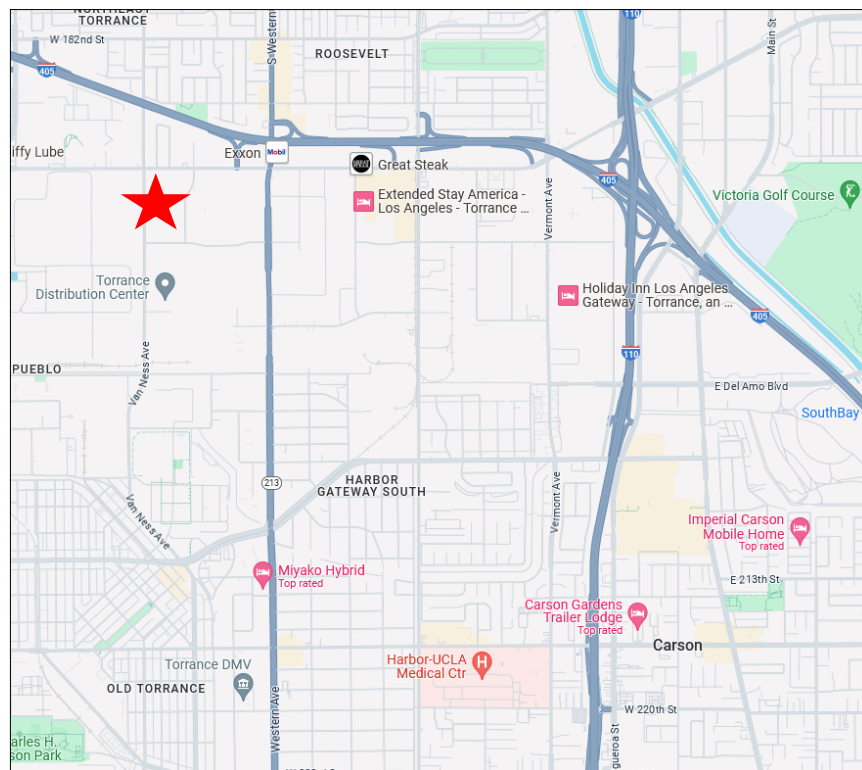 NORTHEAST
TORRANCE
W 182nd St
S Western
ROOSEVELT
110
Main St
405
iffy Lube
Exxon
Mobil
Great Steak
Extended Stay America -
Los Angeles - Torrance ...
405
Vermont Ave
Victoria Golf Course
Torrance
Distribution Center
Holiday Inn Los Angeles
Gateway - Torrance, an ...
405
110
PUEBLO
Van Ness Ave
E Del Amo Blvd
SouthBay
213
HARBOR
GATEWAY SOUTH
Van Ness Ave
Vermont Ave
Imperial Carson
Mobile Home
Top rated
Miyako Hybrid
Top rated
E 213th St
Carson Gardens
Trailer Lodge
Top rated
Carson
Harbor-UCLA
Medical Ctr
H
Torrance DMV
OLD TORRANCE
Western Ave
W 220th St
gueroa St
arles H.
son Park